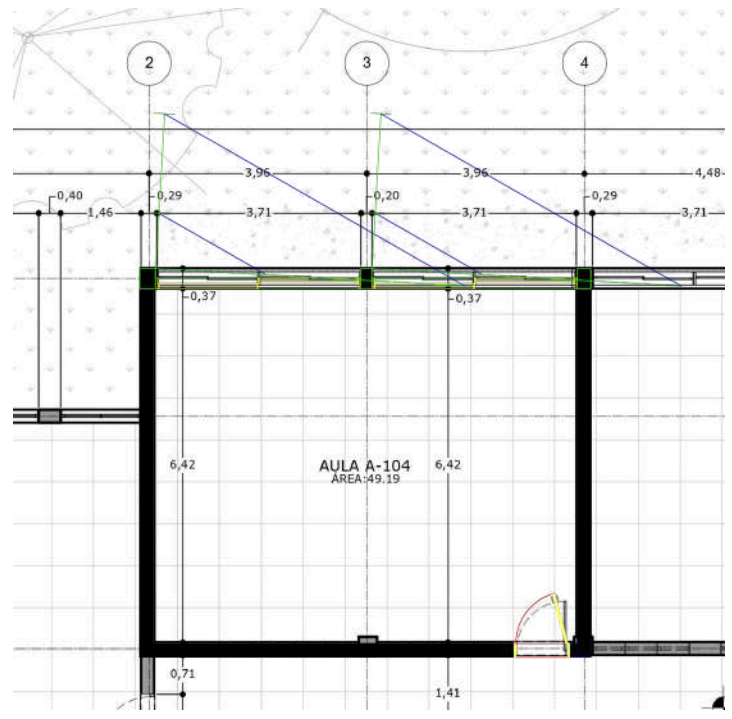 2 3 4
3,96 3,96 4,48
0,40 0,29 0,20 0,29
1,46 3,71 3,71 3,71
0,37 0,37
6,42 AULA A-104 6,42
ÁREA:49.19
0,71
1,41